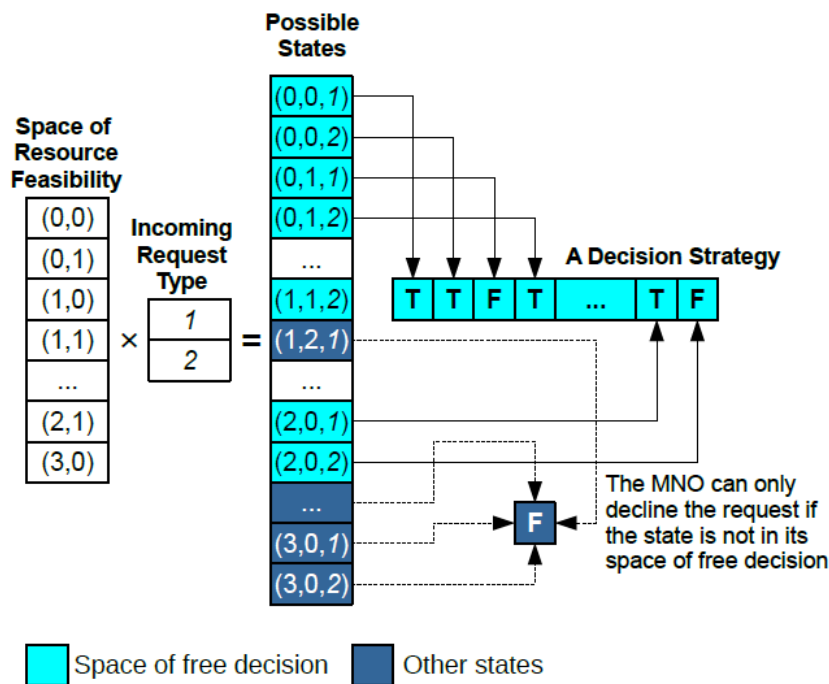 Possible
States
Space of
Resource
Feasibility
(0,0)
(0,1)
(1,0)
(1,1)
...
(2,1)
(3,0)
×
Incoming
Request
Type
1
2
=
(0,0,1)
(0,0,2)
(0,1,1)
(0,1,2)
...
(1,1,2)
(1,2,1)
...
(2,0,1)
(2,0,2)
...
(3,0,1)
(3,0,2)
A Decision Strategy
T T F T ... T F
F
The MNO can only
decline the request if
the state is not in its
space of free decision
Space of free decision
Other states